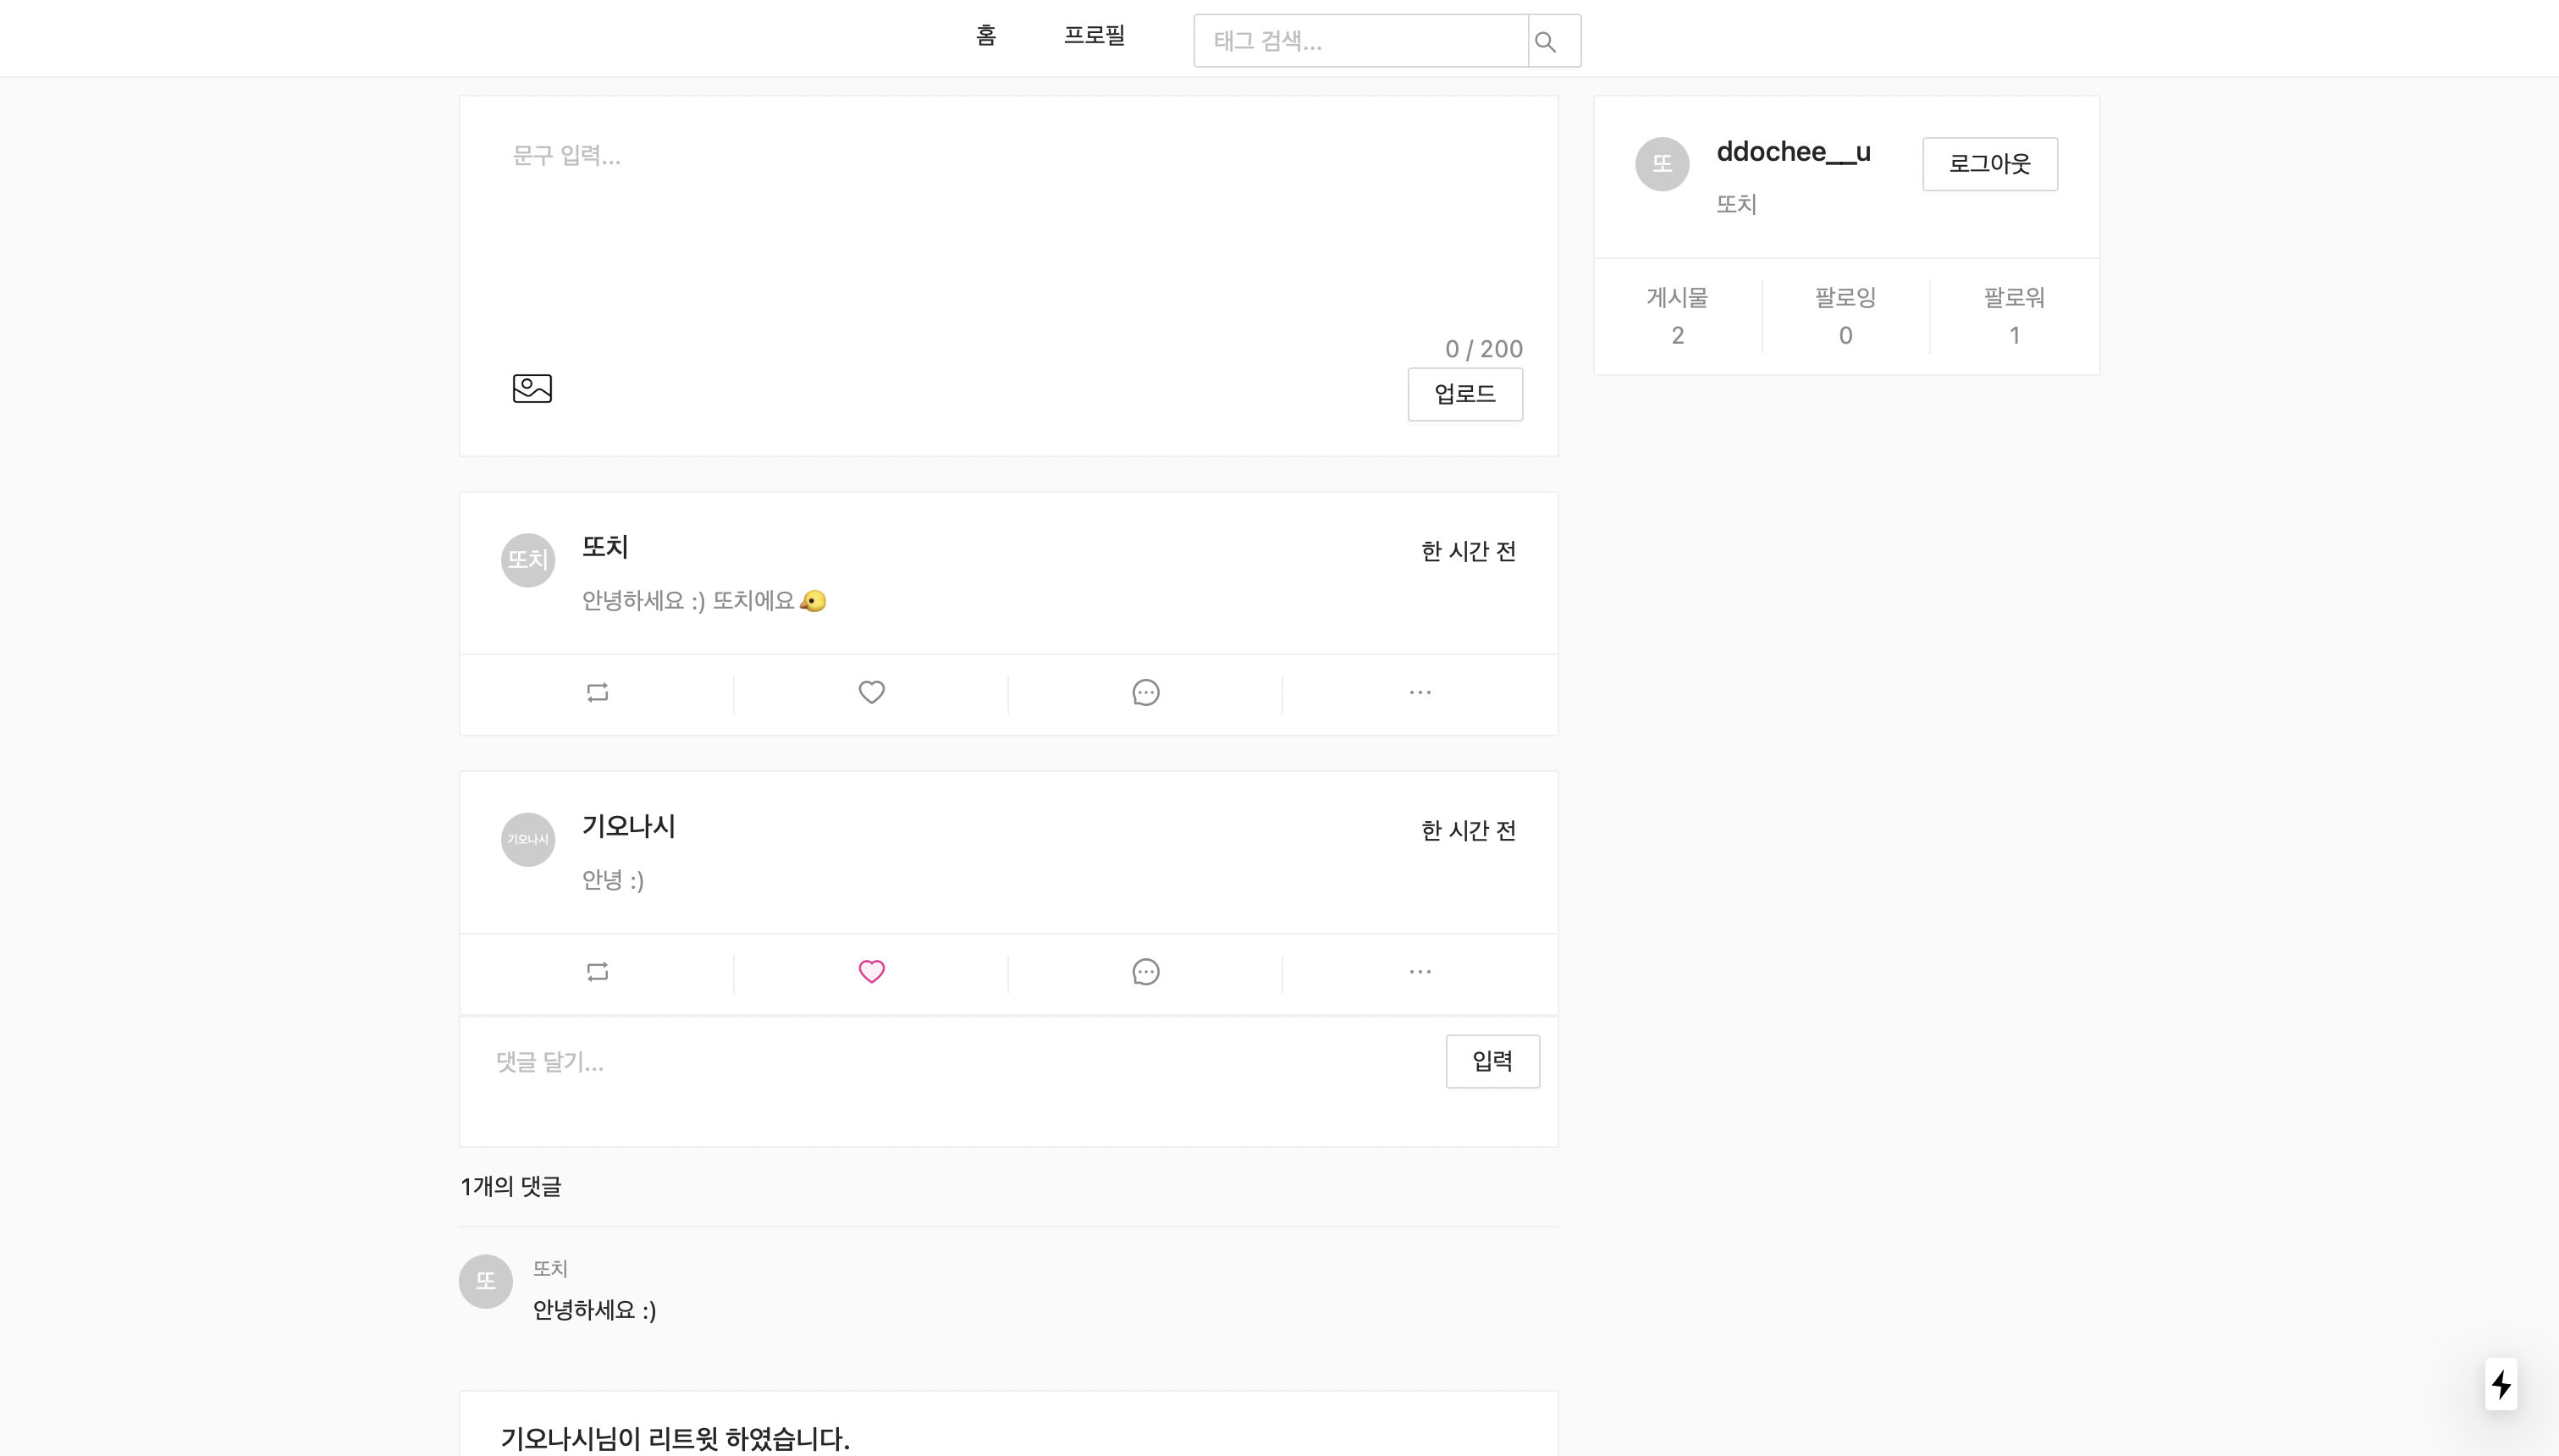 홈 프로필 태그 검색...
문구 입력...
0 / 200
업로드
또 ddochee__u 로그아웃
또치
게시물 팔로잉 팔로워
2 0 1
또치 또치 한 시간 전
안녕하세요 :) 또치에요🐤
기오나시 기오나시 한 시간 전
안녕 :)
댓글 달기... 입력
1개의 댓글
또 또치
안녕하세요 :)
기오나시님이 리트윗 하였습니다.